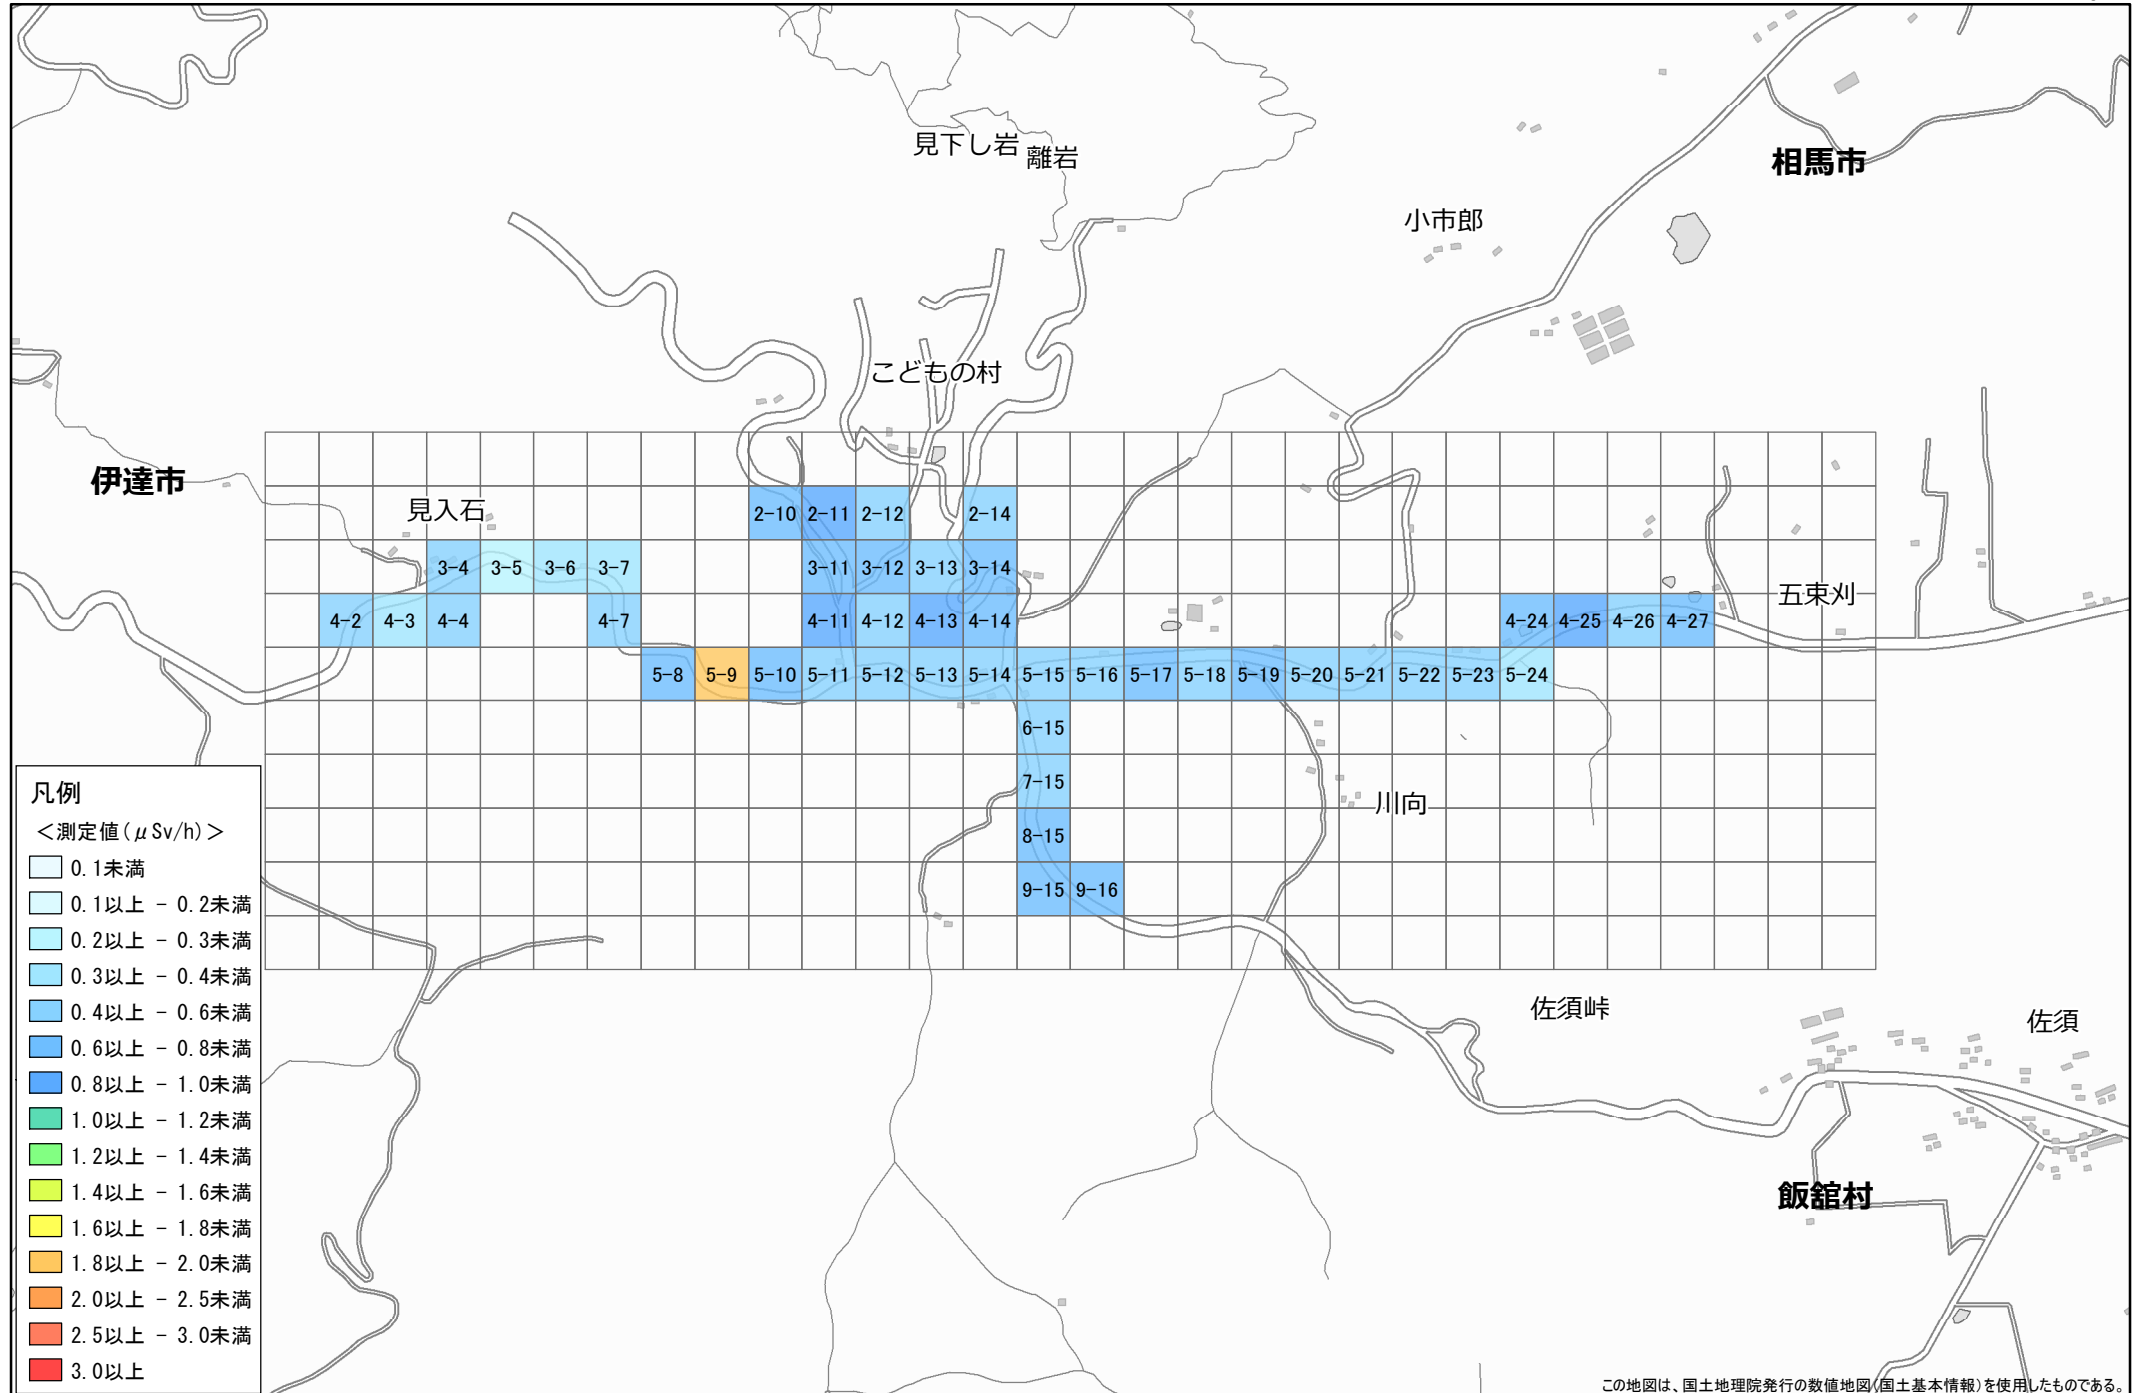 見下し岩
離岩
相馬市
小市郎
こどもの村
伊達市
見入石
2-10 2-11 2-12 2-14
3-4 3-5 3-6 3-7 3-11 3-12 3-13 3-14
五束刈
4-2 4-3 4-4 4-7 4-11 4-12 4-13 4-14 4-24 4-25 4-26 4-27
5-8 5-9 5-10 5-11 5-12 5-13 5-14 5-15 5-16 5-17 5-18 5-19 5-20 5-21 5-22 5-23 5-24
6-15
7-15
川向
8-15
9-15 9-16
佐須峠
佐須
飯舘村
凡例
＜測定値(μSv/h)＞
0.1未満
0.1以上 - 0.2未満
0.2以上 - 0.3未満
0.3以上 - 0.4未満
0.4以上 - 0.6未満
0.6以上 - 0.8未満
0.8以上 - 1.0未満
1.0以上 - 1.2未満
1.2以上 - 1.4未満
1.4以上 - 1.6未満
1.6以上 - 1.8未満
1.8以上 - 2.0未満
2.0以上 - 2.5未満
2.5以上 - 3.0未満
3.0以上
この地図は、国土地理院発行の数値地図(国土基本情報)を使用したものである。